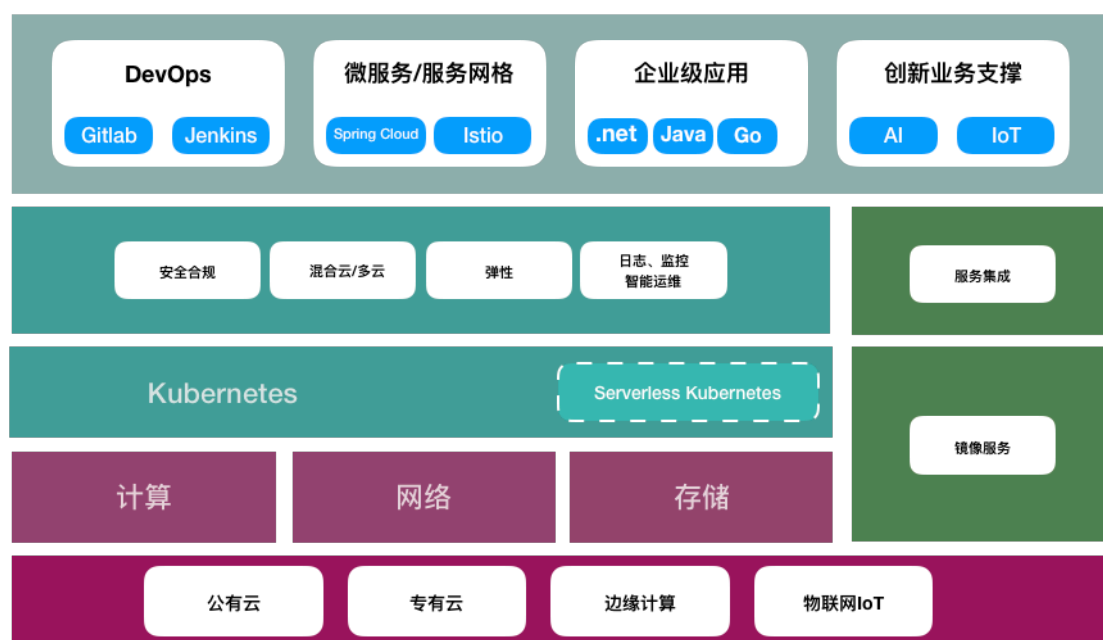 DevOps
Gitlab
Jenkins
微服务/服务网格
Spring Cloud
Istio
企业级应用
.net
Java
Go
创新业务支撑
AI
IoT
安全合规
混合云/多云
弹性
日志、监控
智能运维
服务集成
Kubernetes
Serverless Kubernetes
镜像服务
计算
网络
存储
公有云
专有云
边缘计算
物联网IoT